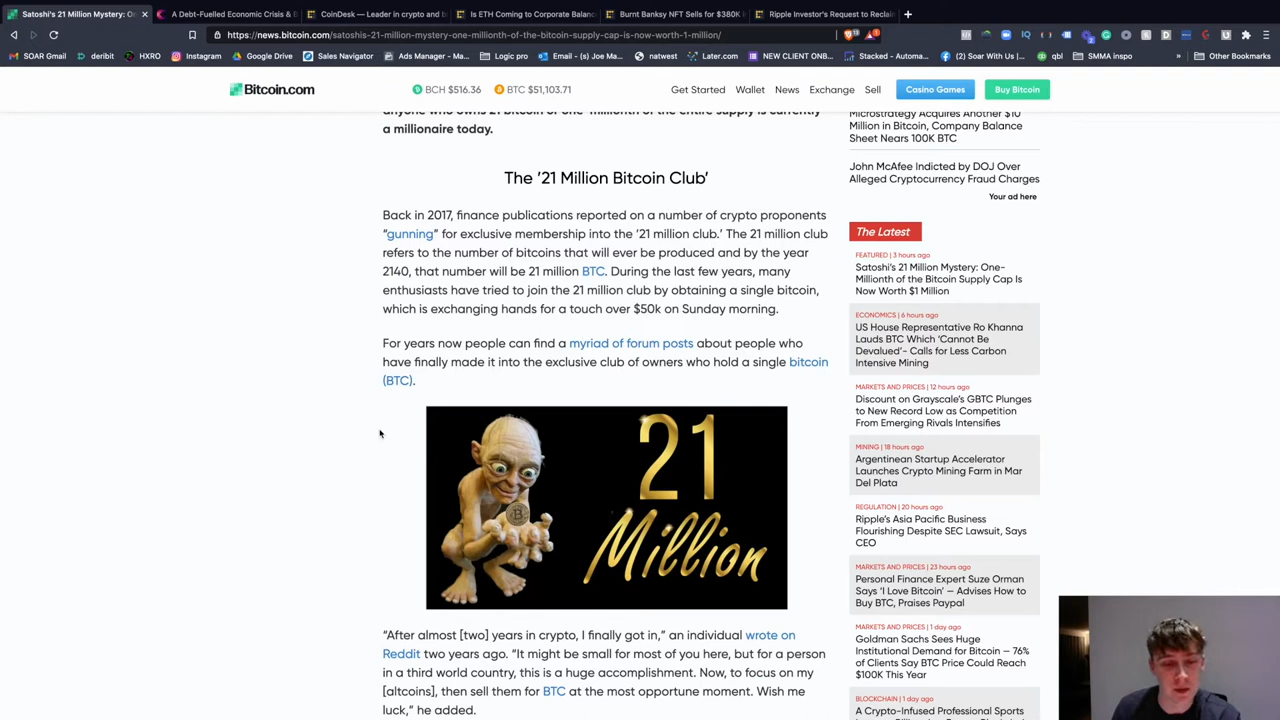 Satoshi's 21 Million Mystery: On
A Debt-Fuelled Economic Crisis & B
CoinDesk — Leader in crypto and b
Is ETH Coming to Corporate Balanc
Burnt Banksy NFT Sells for $380K i
Ripple Investor's Request to Reclai
https://news.bitcoin.com/satoshis-21-million-mystery-one-millionth-of-the-bitcoin-supply-cap-is-now-worth-1-million/
SOAR Gmail
deribit
HXRO
Instagram
Google Drive
Sales Navigator
Ads Manager - Ma...
Logic pro
Email - (s) Joe Ma...
natwest
Later.com
NEW CLIENT ONB...
Stacked - Automa...
(2) Soar With Us |...
qbl
SMMA inspo
»
Other Bookmarks
Bitcoin.com
BCH $516.36
BTC $51,103.71
Get Started
Wallet
News
Exchange
Sell
Casino Games
Buy Bitcoin
anyone who owns 21 bitcoin or one-millionth of the entire supply is currently
a millionaire today.
The '21 Million Bitcoin Club'
Back in 2017, finance publications reported on a number of crypto proponents
“gunning” for exclusive membership into the '21 million club.' The 21 million club
refers to the number of bitcoins that will ever be produced and by the year
2140, that number will be 21 million BTC. During the last few years, many
enthusiasts have tried to join the 21 million club by obtaining a single bitcoin,
which is exchanging hands for a touch over $50k on Sunday morning.
For years now people can find a myriad of forum posts about people who
have finally made it into the exclusive club of owners who hold a single bitcoin
(BTC).
21
Million
“After almost [two] years in crypto, I finally got in,” an individual wrote on
Reddit two years ago. “It might be small for most of you here, but for a person
in a third world country, this is a huge accomplishment. Now, to focus on my
[altcoins], then sell them for BTC at the most opportune moment. Wish me
luck,” he added.
Microstrategy Acquires Another $10
Million in Bitcoin, Company Balance
Sheet Nears 100K BTC
John McAfee Indicted by DOJ Over
Alleged Cryptocurrency Fraud Charges
Your ad here
The Latest
FEATURED | 3 hours ago
Satoshi's 21 Million Mystery: One-
Millionth of the Bitcoin Supply Cap Is
Now Worth $1 Million
ECONOMICS | 6 hours ago
US House Representative Ro Khanna
Lauds BTC Which 'Cannot Be
Devalued'- Calls for Less Carbon
Intensive Mining
MARKETS AND PRICES | 12 hours ago
Discount on Grayscale's GBTC Plunges
to New Record Low as Competition
From Emerging Rivals Intensifies
MINING | 18 hours ago
Argentinean Startup Accelerator
Launches Crypto Mining Farm in Mar
Del Plata
REGULATION | 20 hours ago
Ripple's Asia Pacific Business
Flourishing Despite SEC Lawsuit, Says
CEO
MARKETS AND PRICES | 23 hours ago
Personal Finance Expert Suze Orman
Says 'I Love Bitcoin' — Advises How to
Buy BTC, Praises Paypal
MARKETS AND PRICES | 1 day ago
Goldman Sachs Sees Huge
Institutional Demand for Bitcoin — 76%
of Clients Say BTC Price Could Reach
$100K This Year
BLOCKCHAIN | 1 day ago
A Crypto-Infused Professional Sports